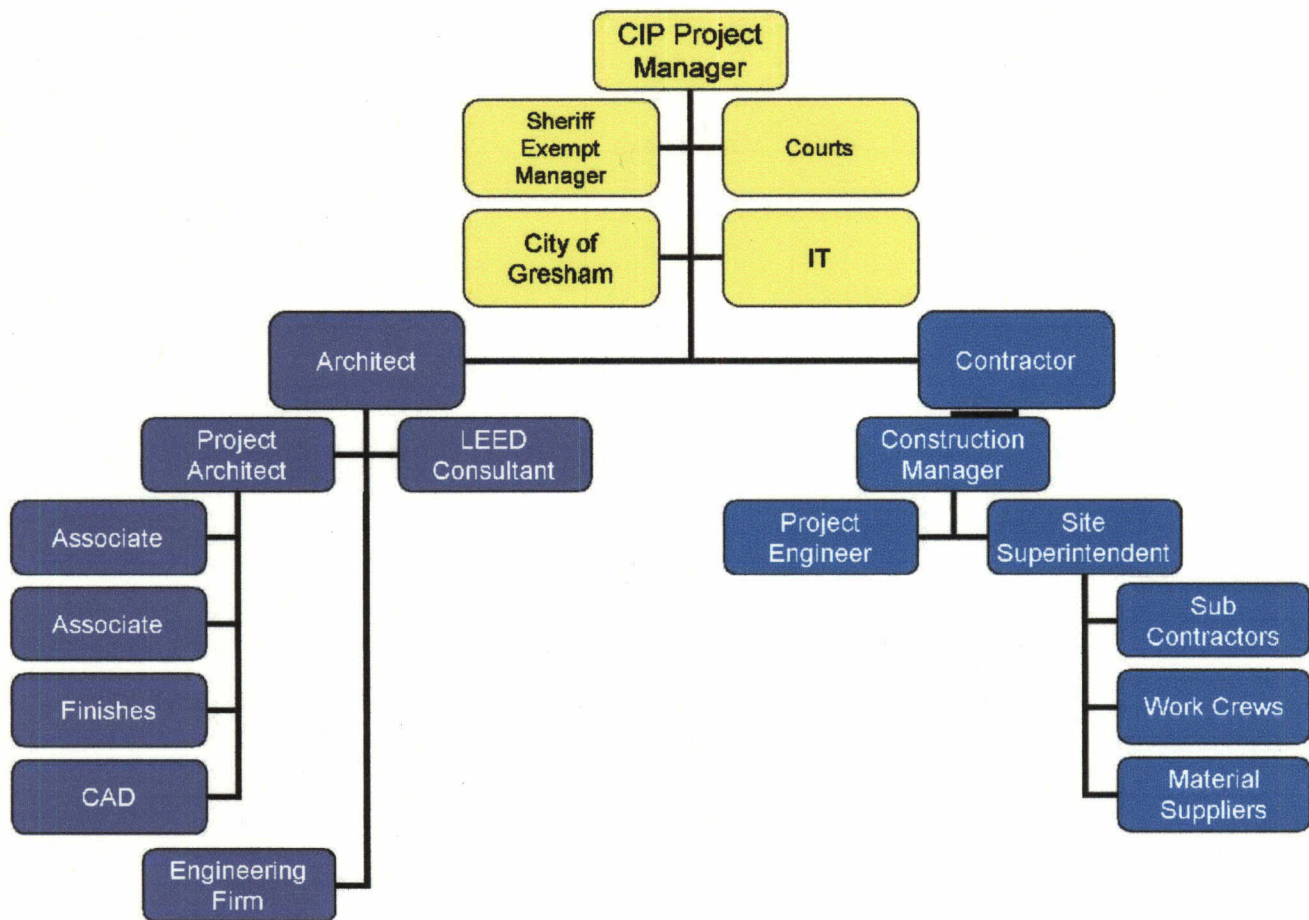 CIP Project
Manager
Sheriff
Exempt
Manager
Courts
City of
Gresham
IT
Architect
Contractor
Project
Architect
LEED
Consultant
Construction
Manager
Associate
Project
Engineer
Site
Superintendent
Associate
Sub
Contractors
Finishes
Work Crews
CAD
Material
Suppliers
Engineering
Firm